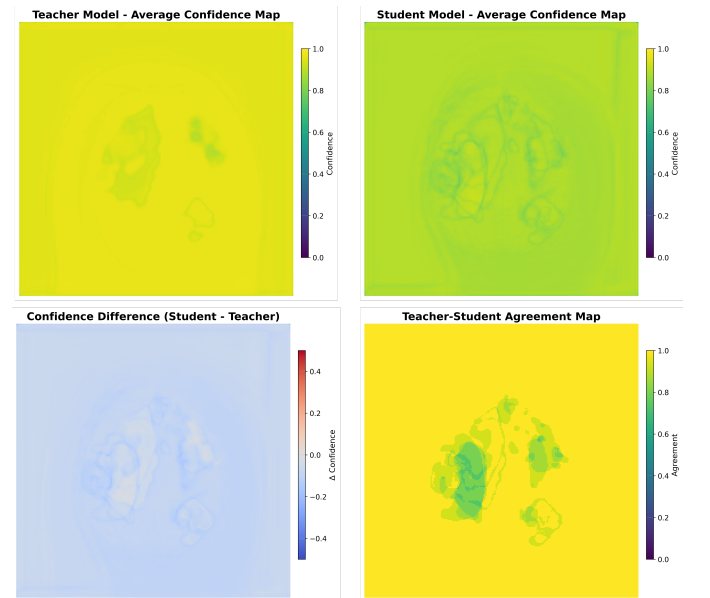 Teacher Model - Average Confidence Map
1.0
0.8
0.6
0.4
0.2
0.0
Confidence
Student Model - Average Confidence Map
1.0
0.8
0.6
0.4
0.2
0.0
Confidence
Confidence Difference (Student - Teacher)
0.4
0.2
0.0
−0.2
−0.4
Δ Confidence
Teacher-Student Agreement Map
1.0
0.8
0.6
0.4
0.2
0.0
Agreement